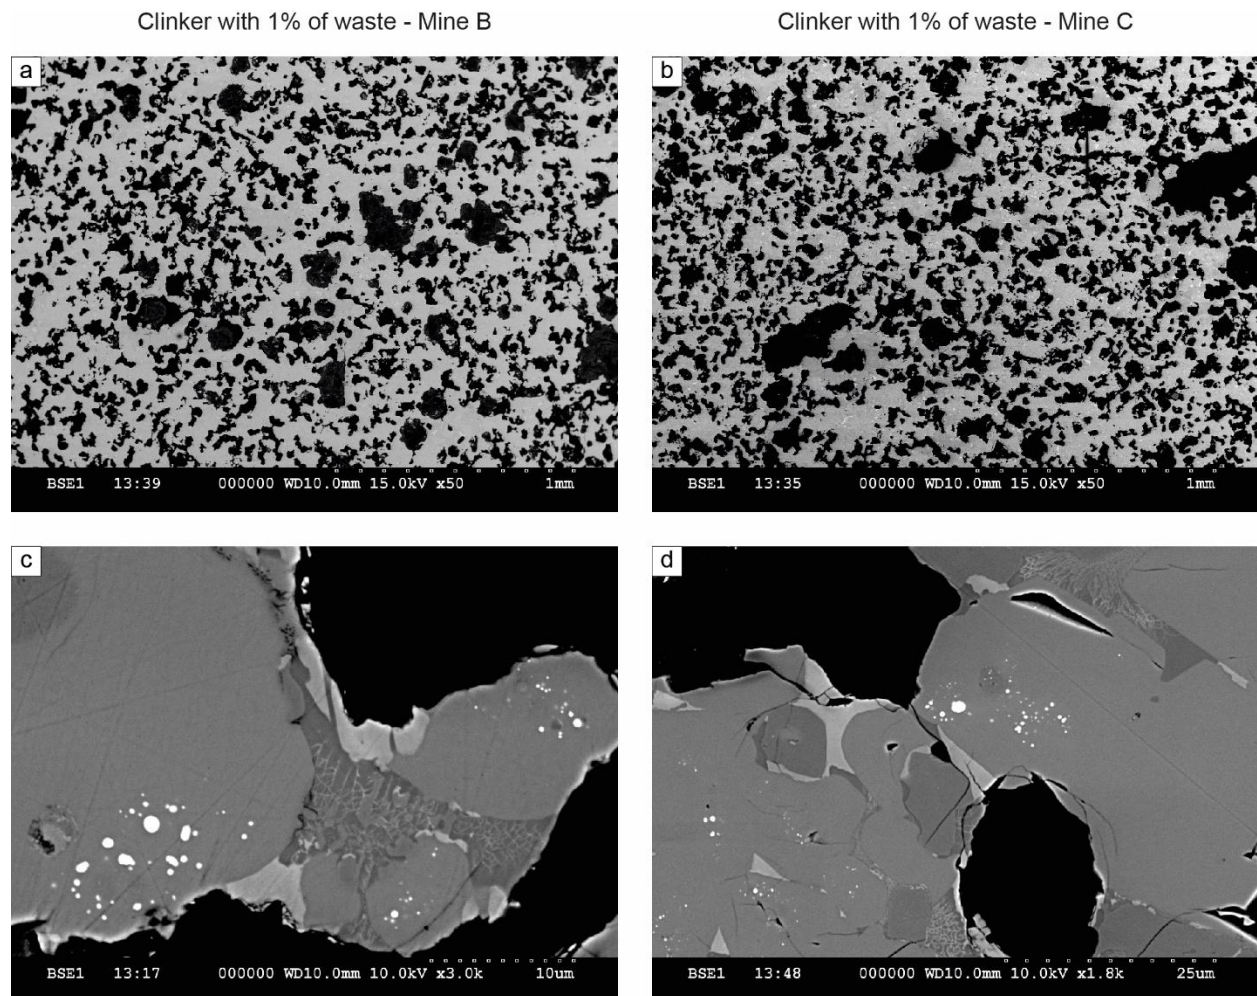 Clinker with 1% of waste - Mine B
Clinker with 1% of waste - Mine C
a
b
BSE1 13:39 000000 WD10.0mm 15.0kV x50 1mm
BSE1 13:35 000000 WD10.0mm 15.0kV x50 1mm
c
d
BSE1 13:17 000000 WD10.0mm 10.0kV x3.0k 10um
BSE1 13:48 000000 WD10.0mm 10.0kV x1.8k 25um